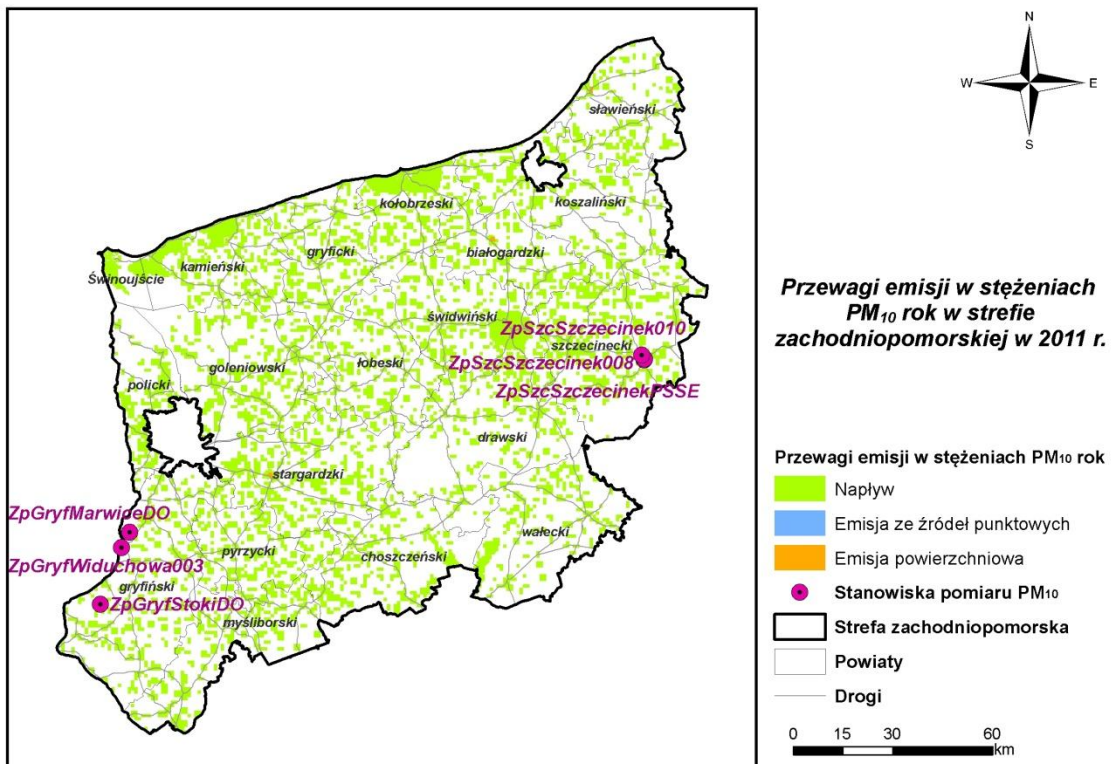 sławieński
koszaliński
kołobrzeski
białogardzki
gryficki
kamieński
Świnoujście
świdwiński
ZpSzcSzczecinek010
szczecinecki
ZpSzcSzczecinek008
łobeski
goleniowski
policki
ZpSzcSzczecinekPSSE
drawski
stargardzki
wałecki
ZpGryfMarwiceDO
pyrzycki
choszczeński
ZpGryfWiduchowa003
gryfiński
ZpGryfStokiDO
myśliborski
N
W E
S
Przewagi emisji w stężeniach
PM10 rok w strefie
zachodniopomorskiej w 2011 r.
Przewagi emisji w stężeniach PM10 rok
Napływ
Emisja ze źródeł punktowych
Emisja powierzchniowa
Stanowiska pomiaru PM10
Strefa zachodniopomorska
Powiaty
Drogi
0 15 30 60
km